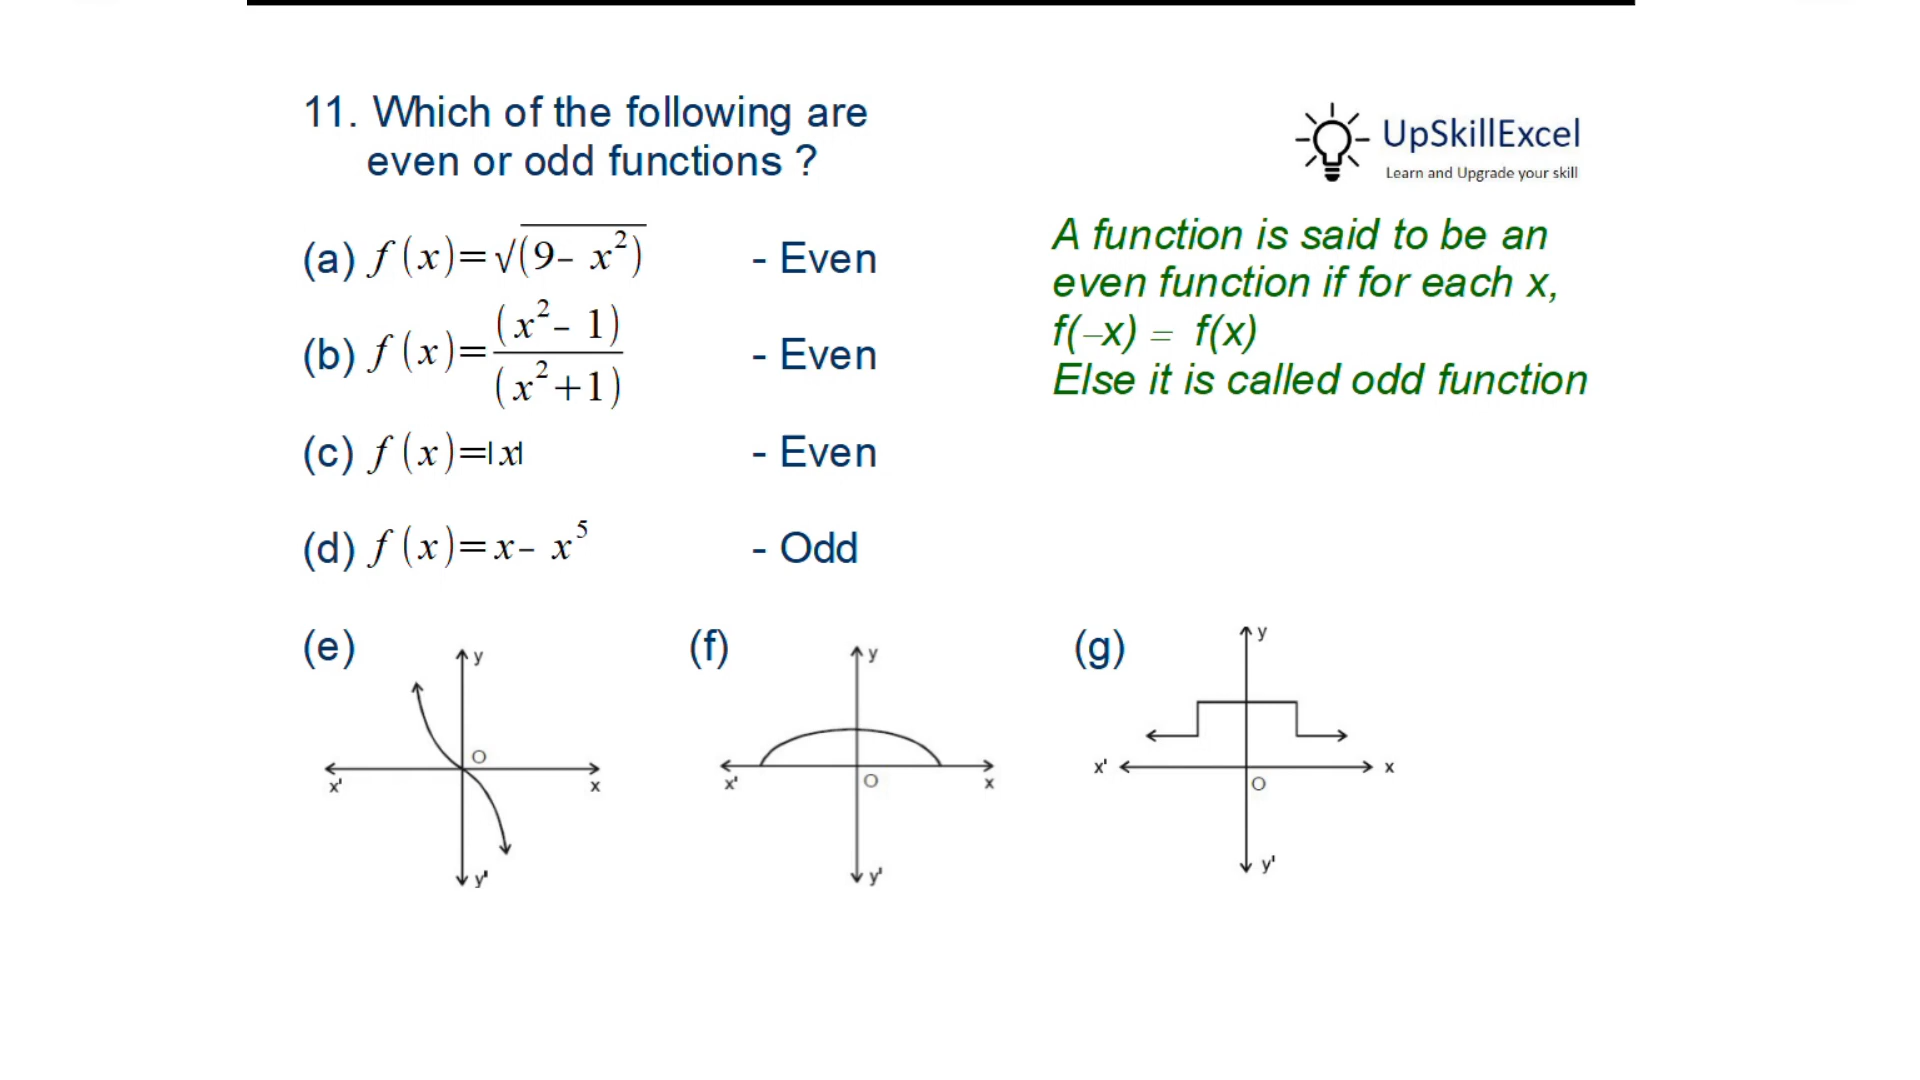 11. Which of the following are
even or odd functions ?
UpSkillExcel
Learn and Upgrade your skill
(a) f(x)=√(9- x²) - Even
(b) f(x)=(x²- 1)/(x²+1) - Even
(c) f(x)=|x| - Even
(d) f(x)=x- x⁵ - Odd
A function is said to be an
even function if for each x,
f(-x) = f(x)
Else it is called odd function
(e) y O x' x y'
(f) y x' O x y'
(g) y x' x O y'